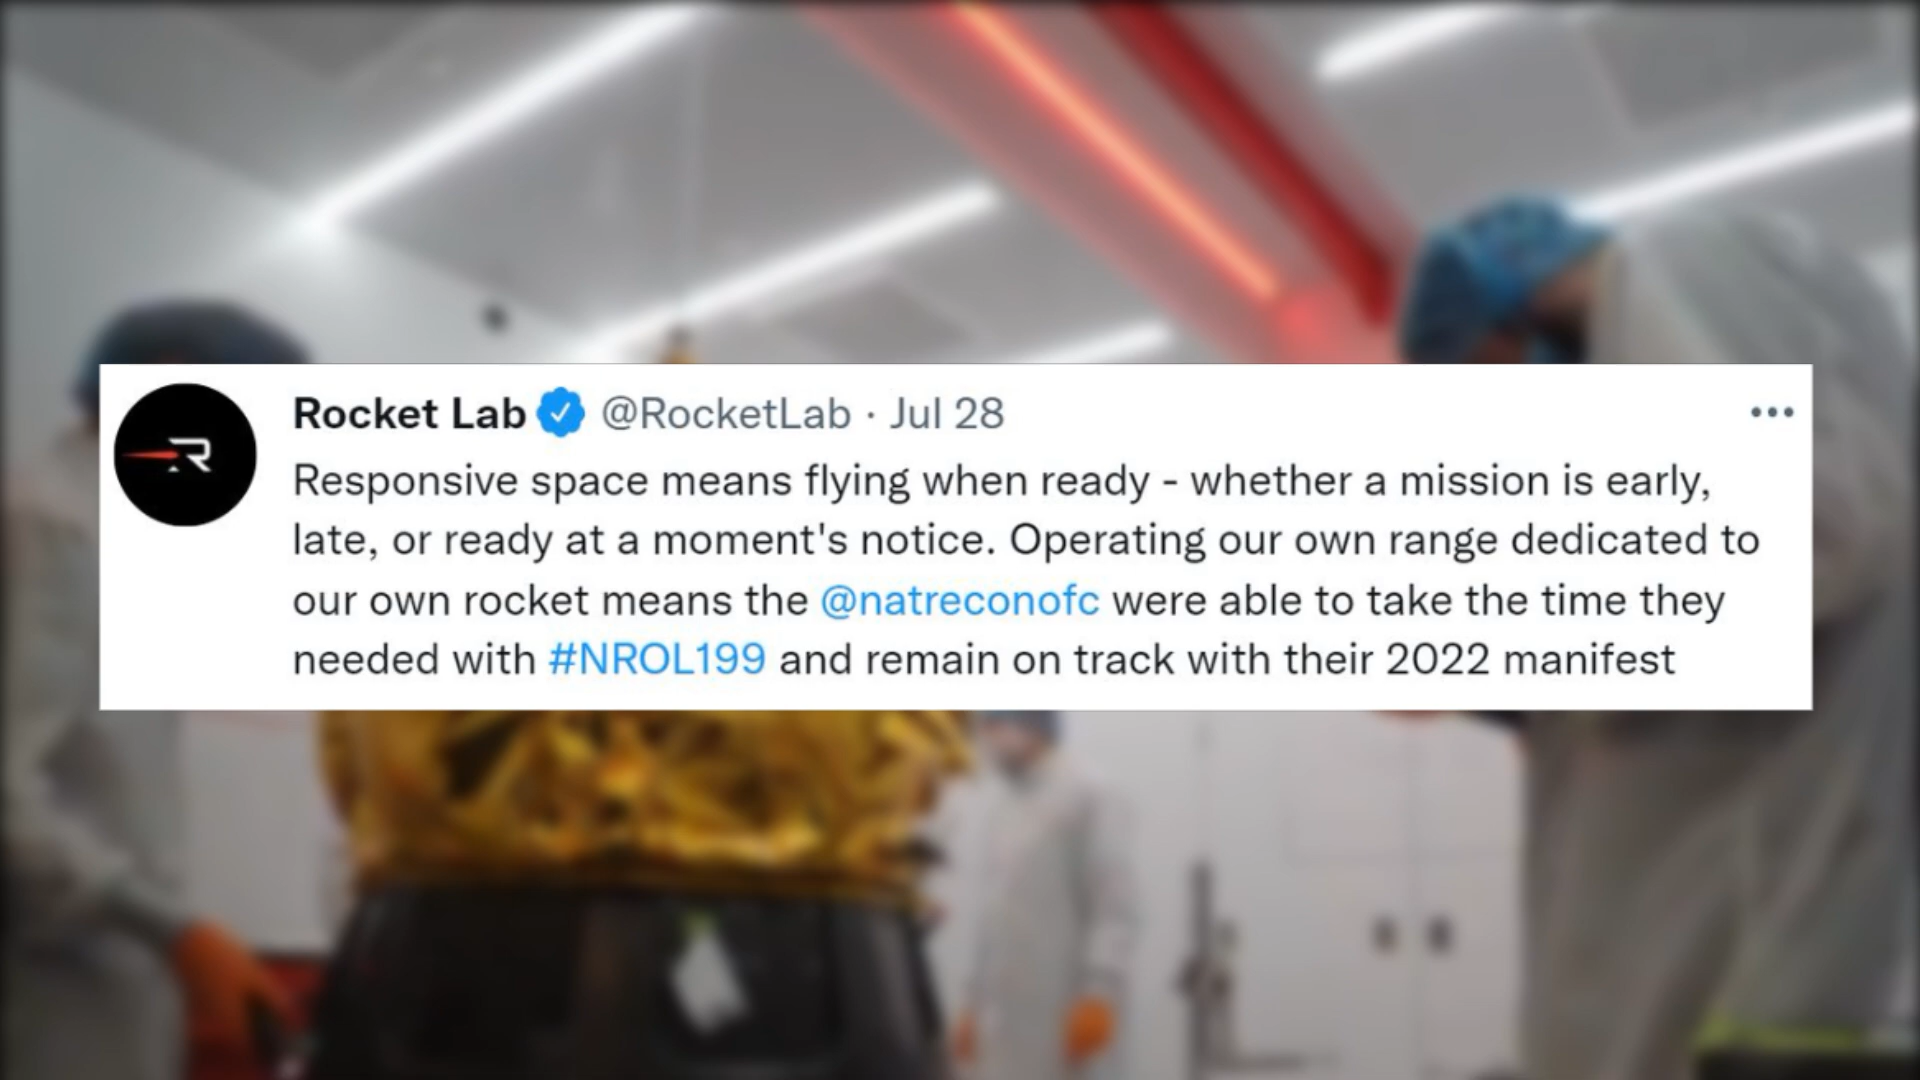 Rocket Lab @RocketLab · Jul 28
Responsive space means flying when ready - whether a mission is early,
late, or ready at a moment's notice. Operating our own range dedicated to
our own rocket means the @natreconofc were able to take the time they
needed with #NROL199 and remain on track with their 2022 manifest